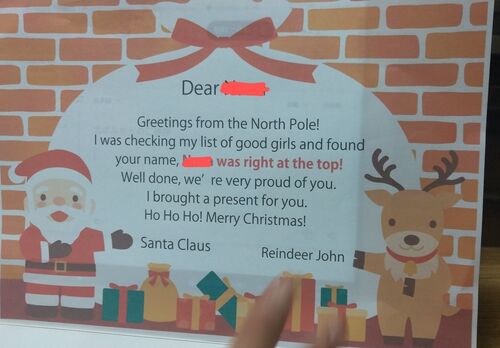 Dear
Greetings from the North Pole!
I was checking my list of good girls and found
your name, was right at the top!
Well done, we’re very proud of you.
I brought a present for you.
Ho Ho Ho! Merry Christmas!
Santa Claus
Reindeer John